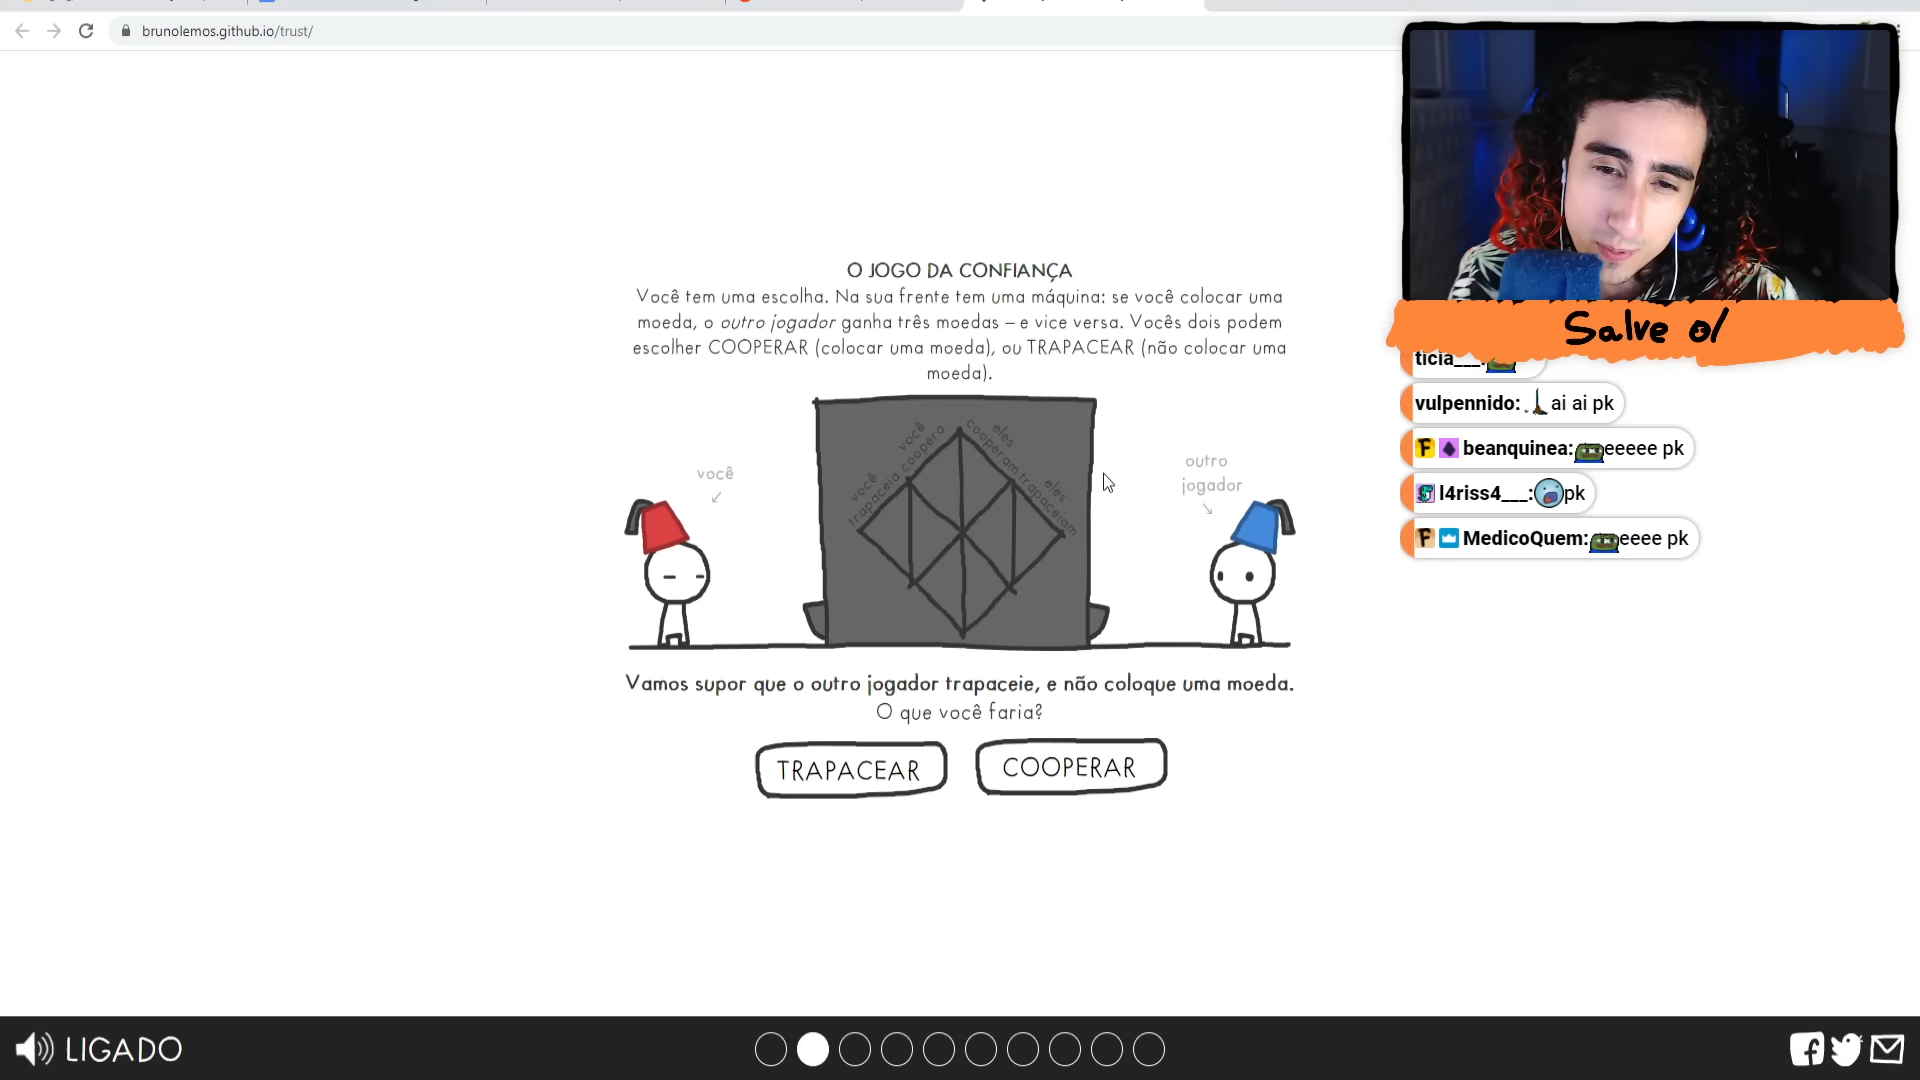 brunolemos.github.io/trust/
O JOGO DA CONFIANÇA
Você tem uma escolha. Na sua frente tem uma máquina: se você colocar uma
moeda, o outro jogador ganha três moedas – e vice versa. Vocês dois podem
escolher COOPERAR (colocar uma moeda), ou TRAPACEAR (não colocar uma
moeda).
você
trapaceia
você
coopera
eles
cooperam
eles
trapaceiam
você
outro
jogador
Vamos supor que o outro jogador trapaceie, e não coloque uma moeda.
O que você faria?
TRAPACEAR
COOPERAR
Salve o/
ticia___:
vulpennido: ai ai pk
beanquinea: eeeee pk
l4riss4___: pk
MedicoQuem: eeee pk
LIGADO